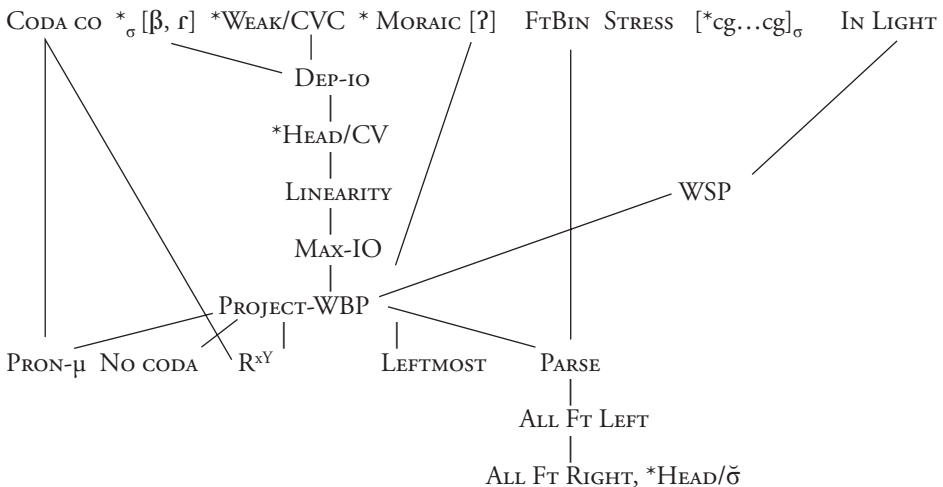 Coda co *σ [β, ɾ] *Weak/CVC * Moraic [ʔ] FtBin Stress [*cg…cg]σ In Light
Dep-io
*Head/CV
Linearity
WSP
Max-IO
Project-WBP
Pron-μ No coda RxY Leftmost Parse
All Ft Left
All Ft Right, *Head/σ̆